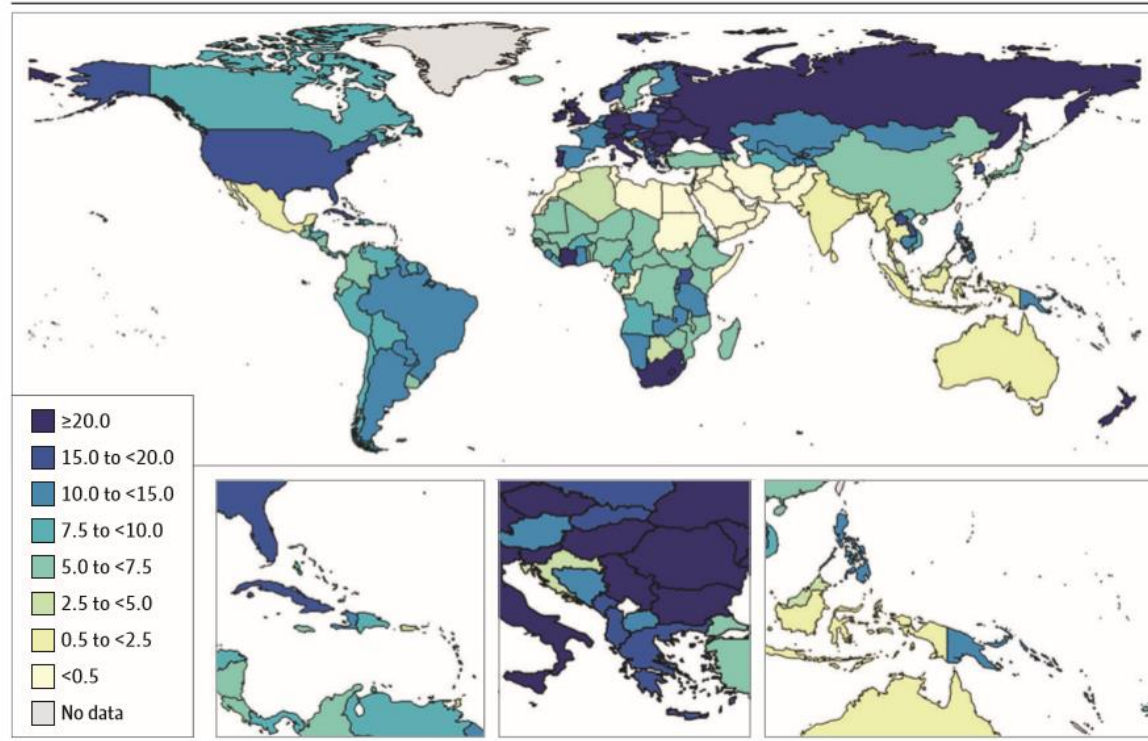 ≥20.0
15.0 to <20.0
10.0 to <15.0
7.5 to <10.0
5.0 to <7.5
2.5 to <5.0
0.5 to <2.5
<0.5
No data